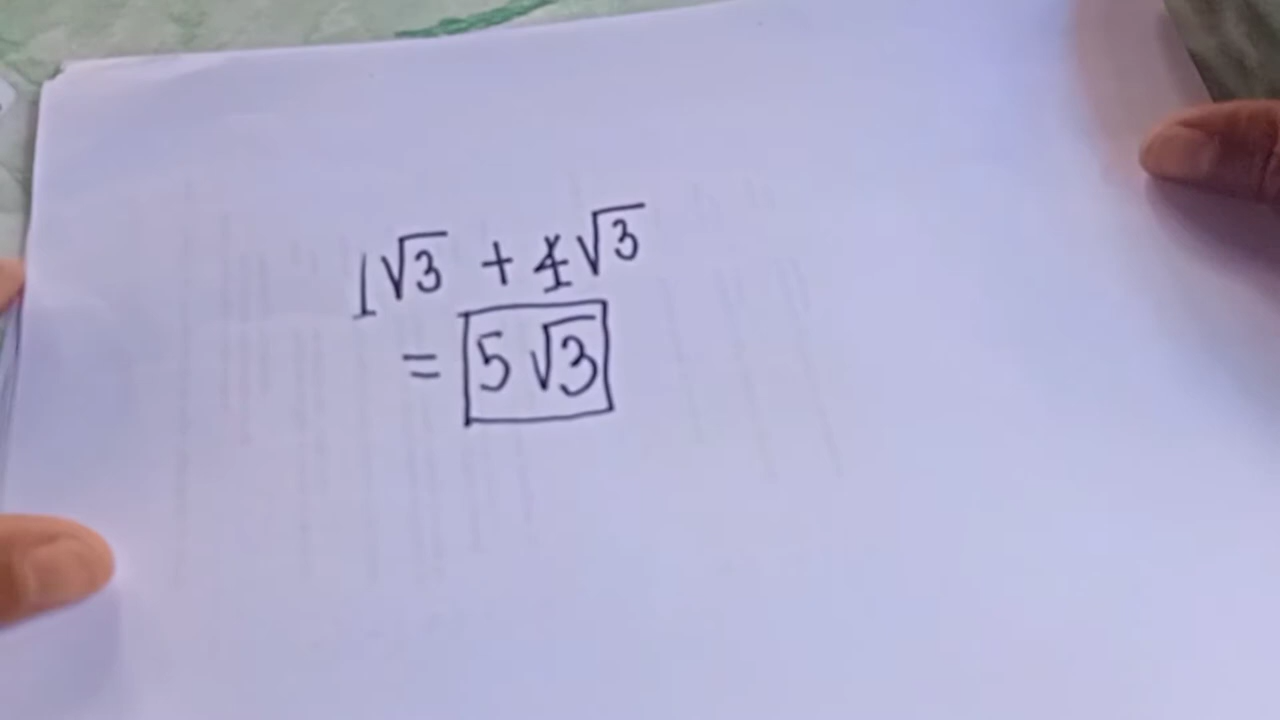 1√3 + 4√3
= 5√3